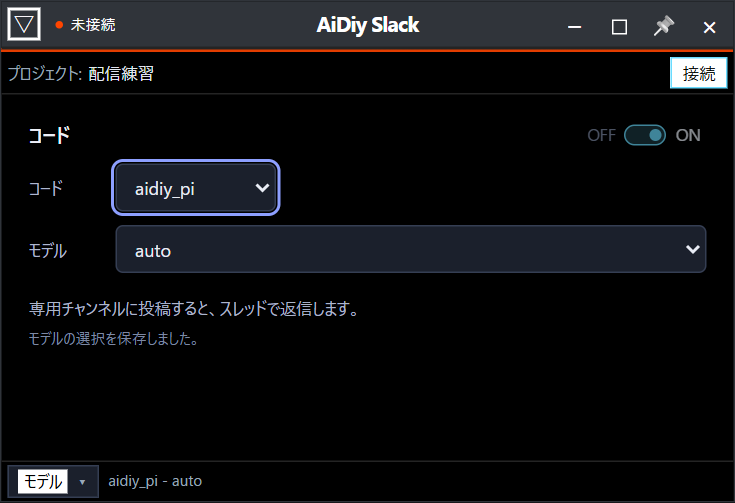 未接続
AiDiy Slack
プロジェクト: 配信練習
接続
コード
OFF ON
コード
aidiy_pi
モデル
auto
専用チャンネルに投稿すると、スレッドで返信します。
モデルの選択を保存しました。
モデル
aidiy_pi - auto